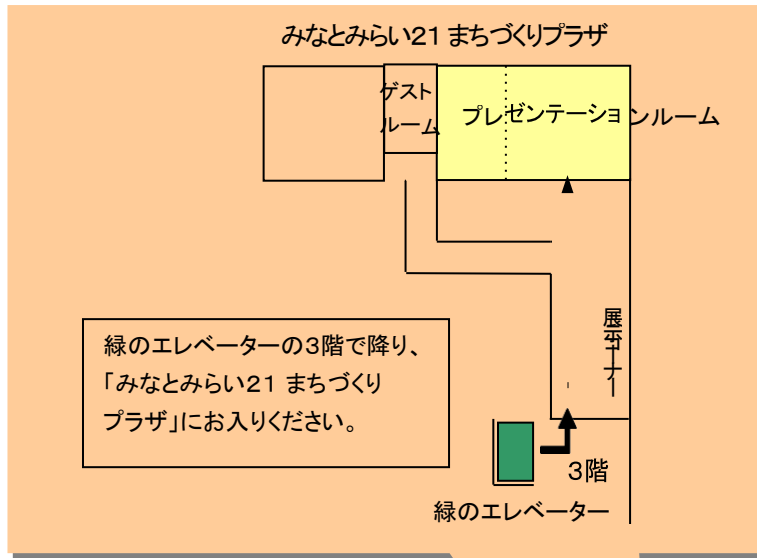 みなとみらい21 まちづくりプラザ
ゲスト
ルーム
プレゼンテーションルーム
展示コーナー
緑のエレベーターの3階で降り、
「みなとみらい21 まちづくり
プラザ」にお入りください。
3階
緑のエレベーター